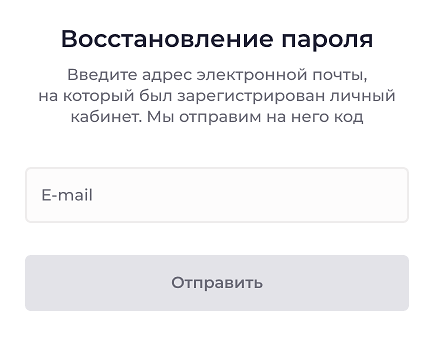 Восстановление пароля
Введите адрес электронной почты,
на который был зарегистрирован личный
кабинет. Мы отправим на него код
E-mail
Отправить